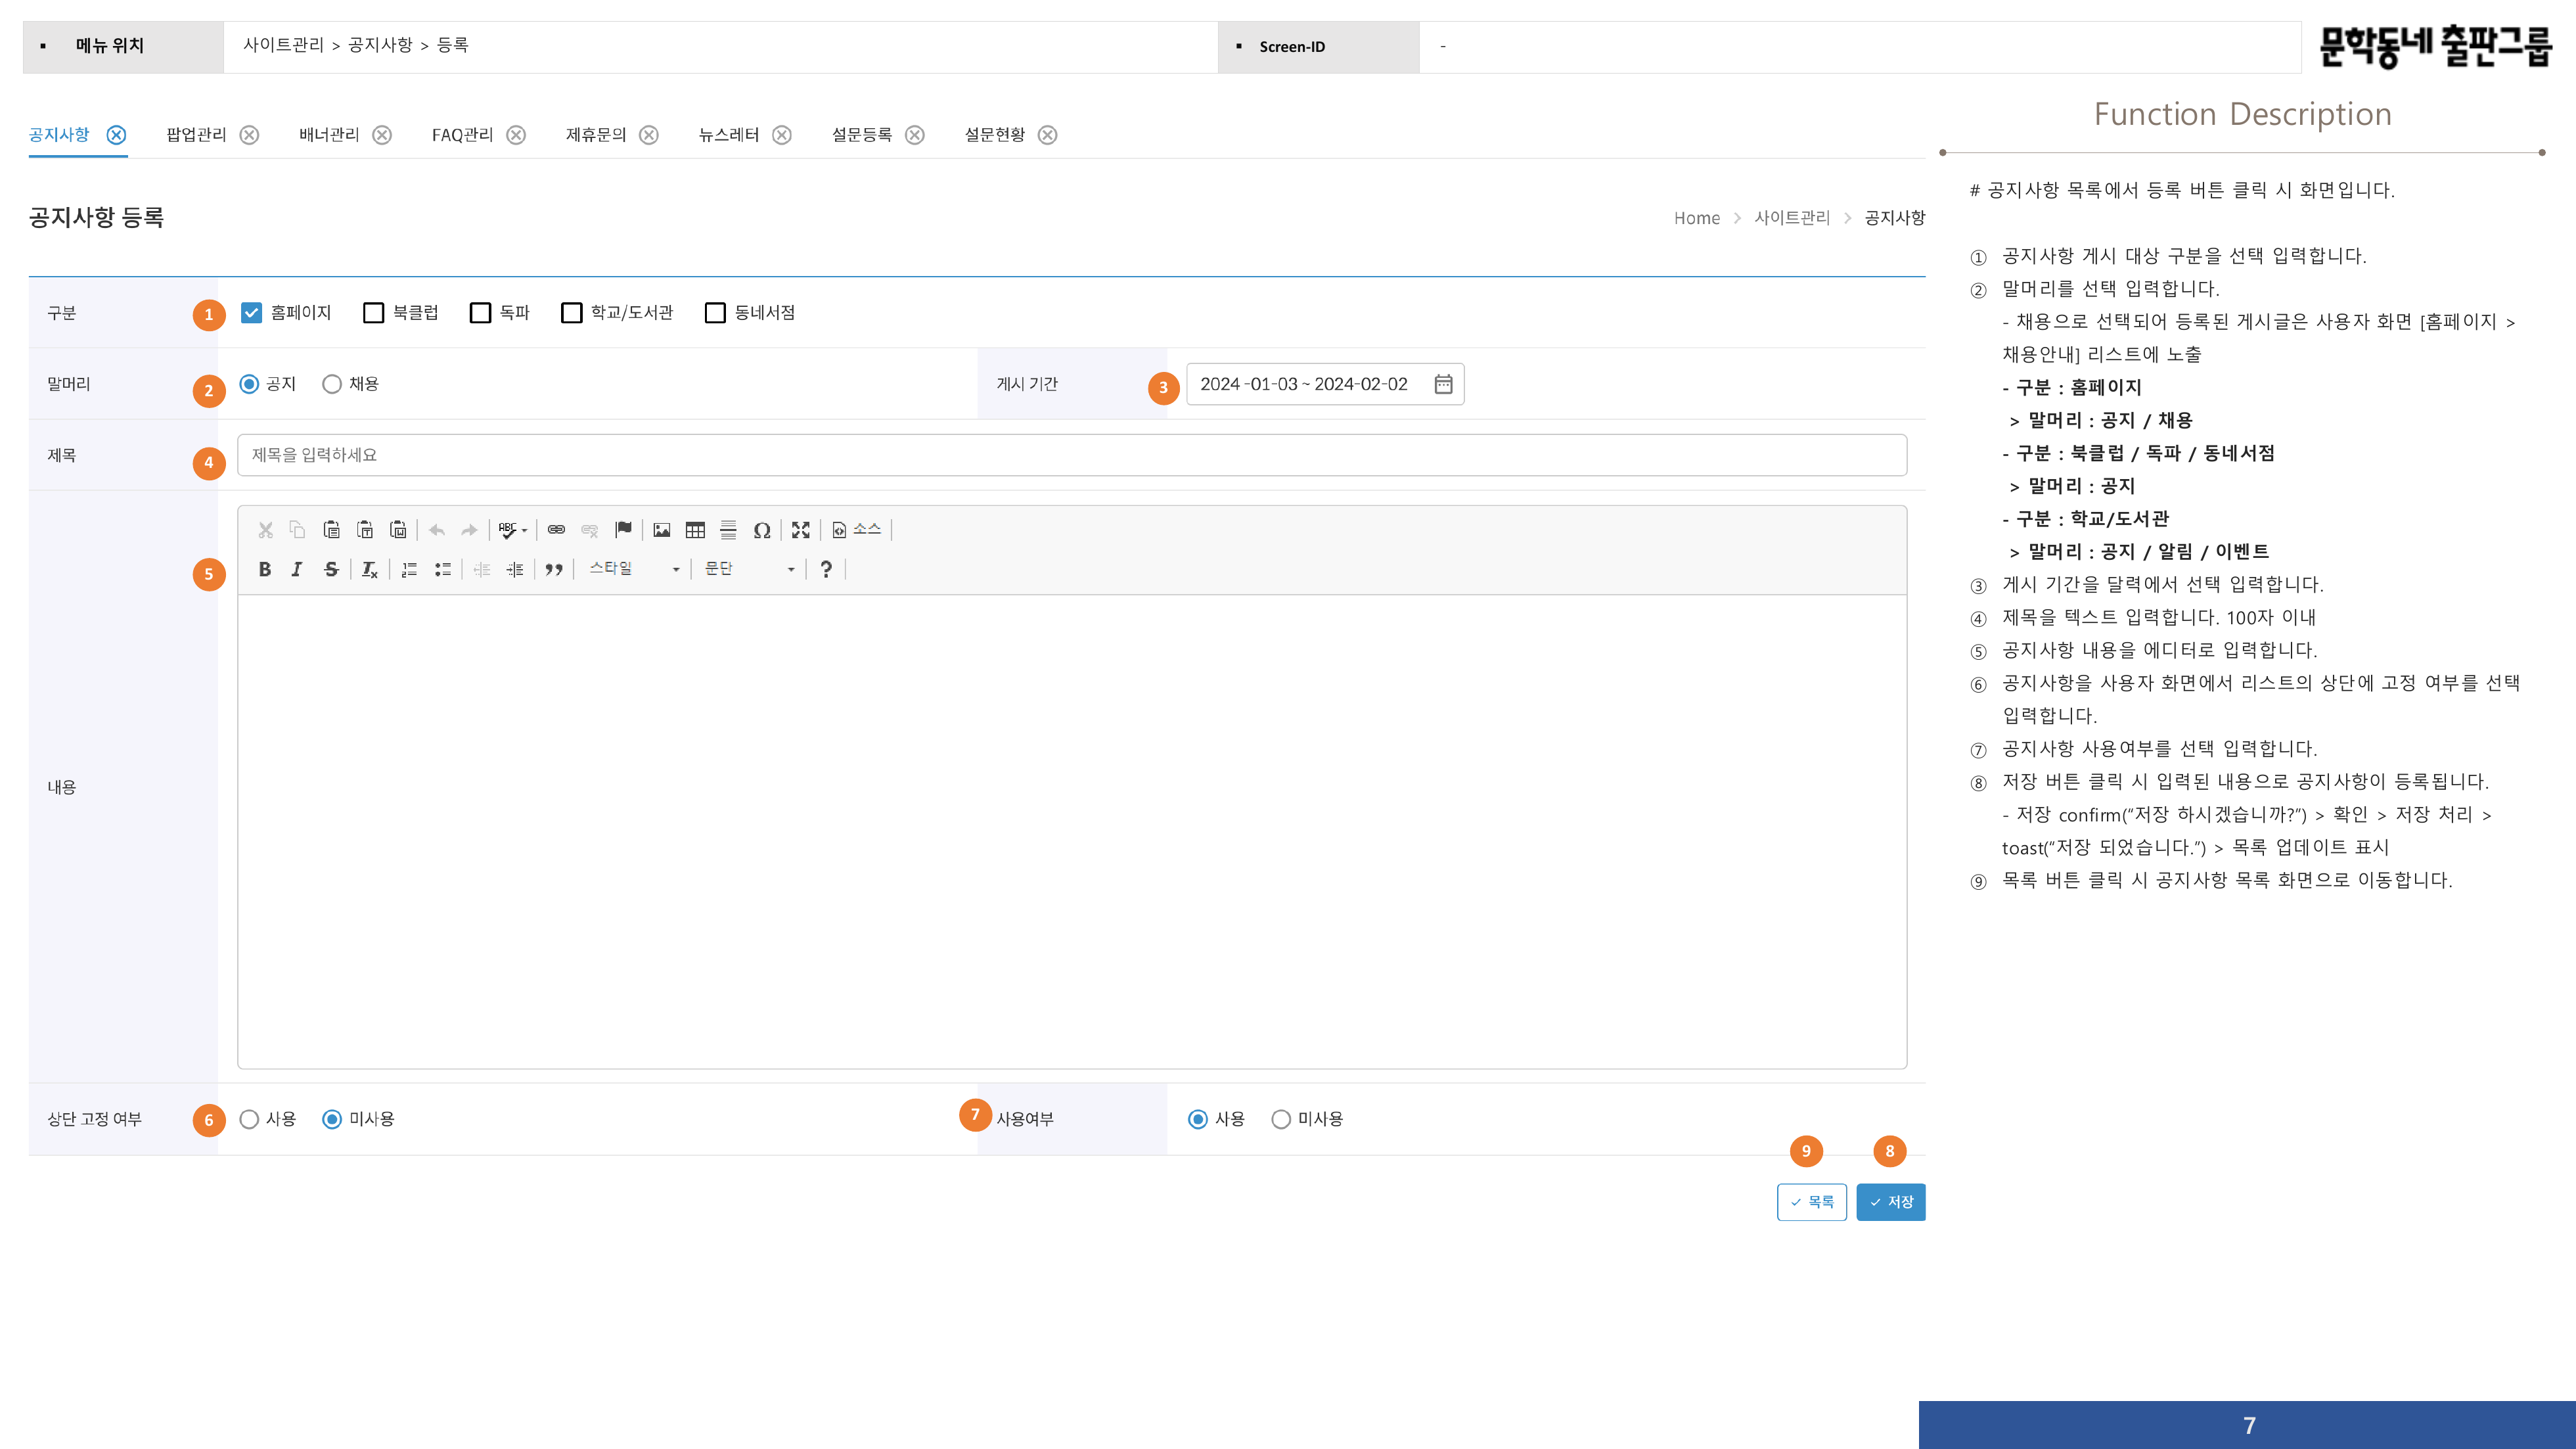 ▪ 메뉴 위치
사이트관리 > 공지사항 > 등록
▪ Screen-ID
-
문학동네 출판그룹
공지사항
팝업관리
배너관리
FAQ관리
제휴문의
뉴스레터
설문등록
설문현황
공지사항 등록
Home > 사이트관리 > 공지사항
구분
1
홈페이지
북클럽
독파
학교/도서관
동네서점
말머리
2
공지
채용
게시 기간
3
2024 -01-03 ~ 2024-02-02
제목
4
제목을 입력하세요
ABC
소스
5
B I S Tx
스타일
문단
?
내용
상단 고정 여부
6
사용
미사용
7
사용여부
사용
미사용
9
8
목록
저장
Function Description
# 공지사항 목록에서 등록 버튼 클릭 시 화면입니다.
① 공지사항 게시 대상 구분을 선택 입력합니다.
② 말머리를 선택 입력합니다.
- 채용으로 선택되어 등록된 게시글은 사용자 화면 [홈페이지 >
채용안내] 리스트에 노출
- 구분 : 홈페이지
> 말머리 : 공지 / 채용
- 구분 : 북클럽 / 독파 / 동네서점
> 말머리 : 공지
- 구분 : 학교/도서관
> 말머리 : 공지 / 알림 / 이벤트
③ 게시 기간을 달력에서 선택 입력합니다.
④ 제목을 텍스트 입력합니다. 100자 이내
⑤ 공지사항 내용을 에디터로 입력합니다.
⑥ 공지사항을 사용자 화면에서 리스트의 상단에 고정 여부를 선택
입력합니다.
⑦ 공지사항 사용여부를 선택 입력합니다.
⑧ 저장 버튼 클릭 시 입력된 내용으로 공지사항이 등록됩니다.
- 저장 confirm(“저장 하시겠습니까?”) > 확인 > 저장 처리 >
toast(“저장 되었습니다.”) > 목록 업데이트 표시
⑨ 목록 버튼 클릭 시 공지사항 목록 화면으로 이동합니다.
7